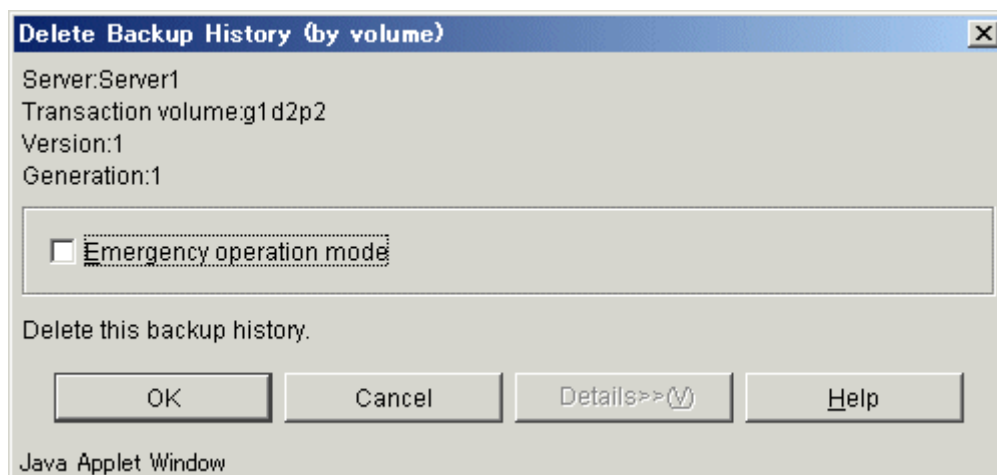 Delete Backup History (by volume)
Server:Server1
Transaction volume:g1d2p2
Version:1
Generation:1
Emergency operation mode
Delete this backup history.
OK Cancel Details>>(V) Help
Java Applet Window